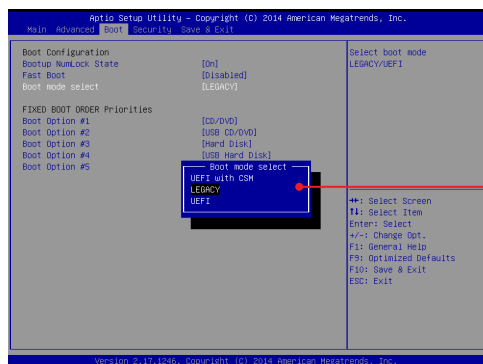 Aptio Setup Utility – Copyright (C) 2014 American Megatrends, Inc.
Main Advanced Boot Security Save & Exit
Boot Configuration
Bootup NumLock State [On]
Fast Boot [Disabled]
Boot mode select [LEGACY]
FIXED BOOT ORDER Priorities
Boot Option #1 [CD/DVD]
Boot Option #2 [USB CD/DVD]
Boot Option #3 [Hard Disk]
Boot Option #4 [USB Hard Disk]
Boot Option #5
Boot mode select
UEFI with CSM
LEGACY
UEFI
Select boot mode
LEGACY/UEFI
→←: Select Screen
↑↓: Select Item
Enter: Select
+/-: Change Opt.
F1: General Help
F9: Optimized Defaults
F10: Save & Exit
ESC: Exit
Version 2.17.1246. Copyright (C) 2014 American Megatrends, Inc.